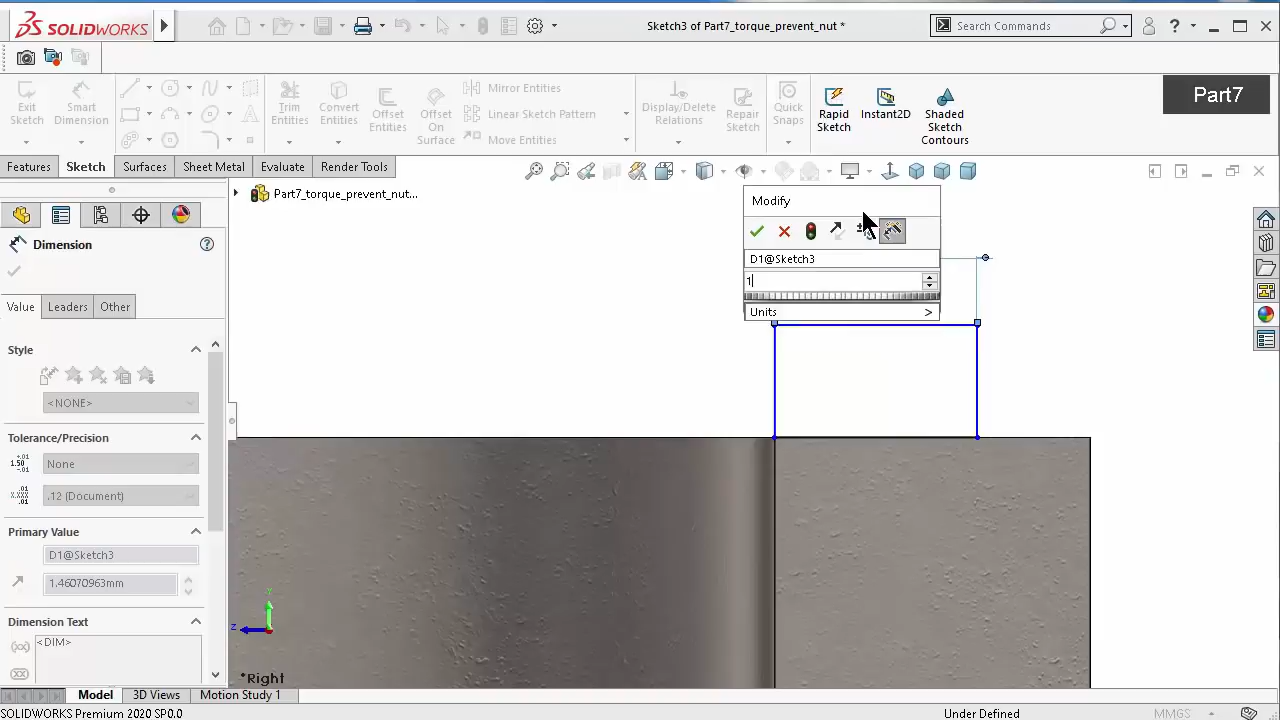 SOLIDWORKS
Sketch3 of Part7_torque_prevent_nut *
Search Commands
?
Exit Sketch
Smart Dimension
Trim Entities
Convert Entities
Offset Entities
Offset On Surface
Mirror Entities
Linear Sketch Pattern
Move Entities
Display/Delete Relations
Repair Sketch
Quick Snaps
Rapid Sketch
Instant2D
Shaded Sketch Contours
Part7
Features
Sketch
Surfaces
Sheet Metal
Evaluate
Render Tools
Part7_torque_prevent_nut...
Dimension
?
Value
Leaders
Other
Style
<NONE>
Tolerance/Precision
None
.12 (Document)
Primary Value
D1@Sketch3
1.46070963mm
Dimension Text
<DIM>
Modify
D1@Sketch3
1
Units >
Y
Z
*Right
Model
3D Views
Motion Study 1
SOLIDWORKS Premium 2020 SP0.0
Under Defined
MMGS